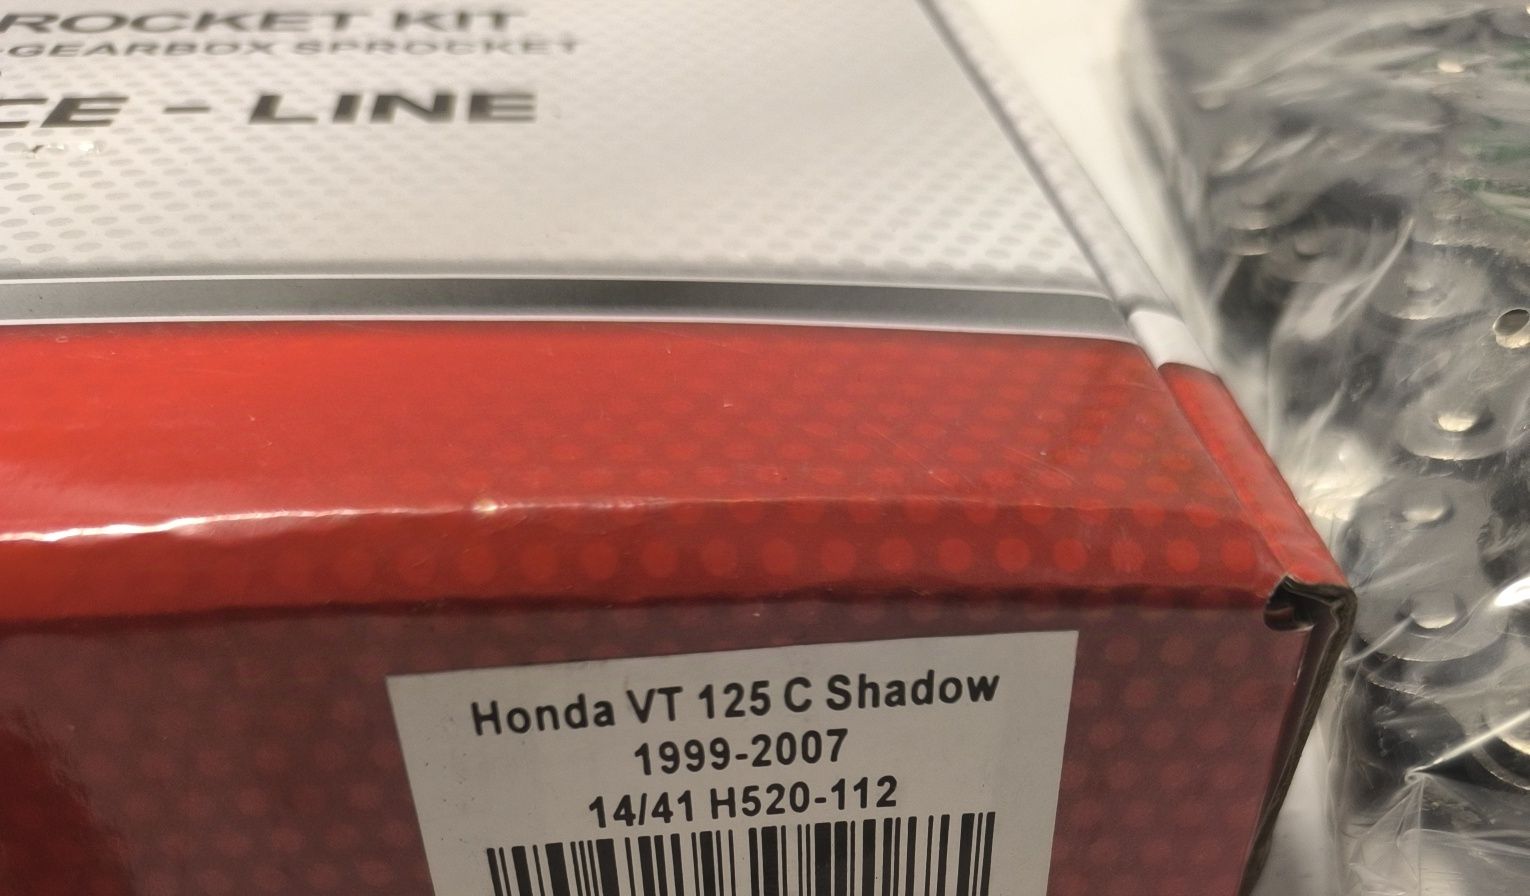 ROCKET KIT
-GEARBOX SPROCKET
CE - LINE
Honda VT 125 C Shadow
1999-2007
14/41 H520-112